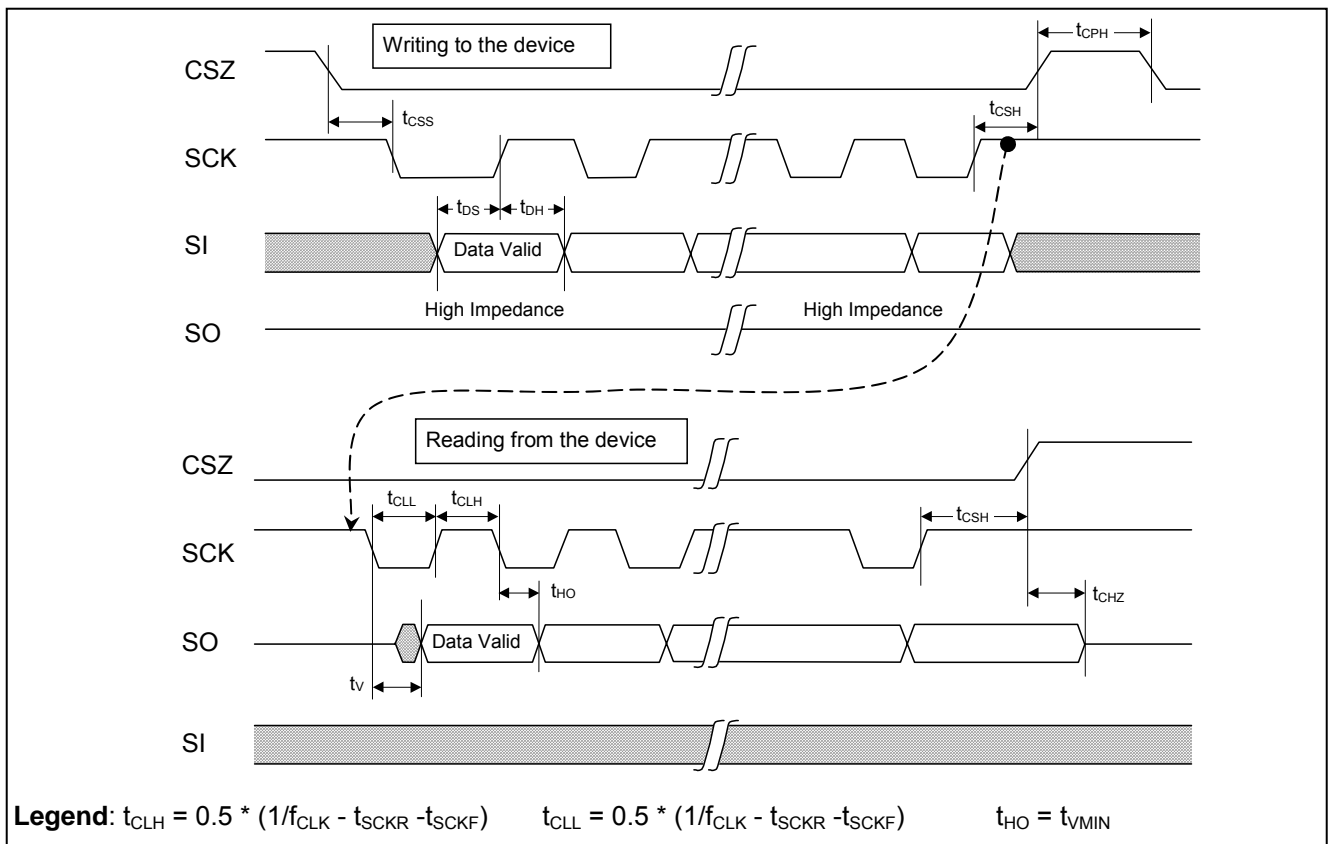 Writing to the device
tCPH
CSZ
tCSS
tCSH
SCK
tDS
tDH
SI
Data Valid
High Impedance
High Impedance
SO
Reading from the device
CSZ
tCLL
tCLH
tCSH
SCK
tHO
tCHZ
SO
Data Valid
tV
SI
Legend: tCLH = 0.5 * (1/fCLK - tSCKR -tSCKF) tCLL = 0.5 * (1/fCLK - tSCKR -tSCKF) tHO = tVMIN